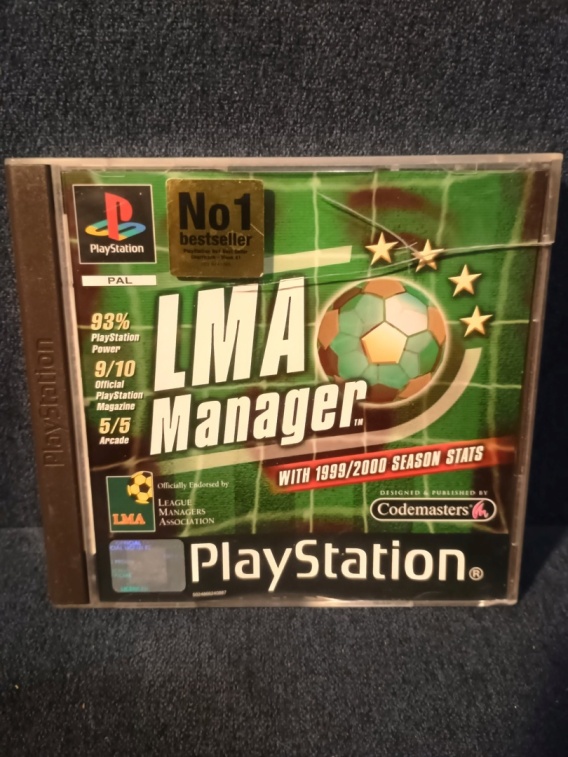 PlayStation
PAL
No1
bestseller
93%
PlayStation
Power
9/10
Official
PlayStation
Magazine
5/5
Arcade
LMA
Manager™
WITH 1999/2000 SEASON STATS
LMA
Officially Endorsed by
LEAGUE
MANAGERS
ASSOCIATION
DESIGNED & PUBLISHED BY
Codemasters
PlayStation®
PlayStation